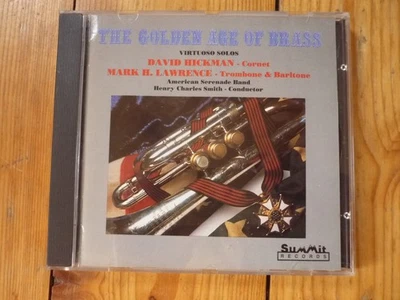 THE GOLDEN AGE OF BRASS
VIRTUOSO SOLOS
DAVID HICKMAN - Cornet
MARK H. LAWRENCE - Trombone & Baritone
American Serenade Band
Henry Charles Smith - Conductor
SumMit
RECORDS